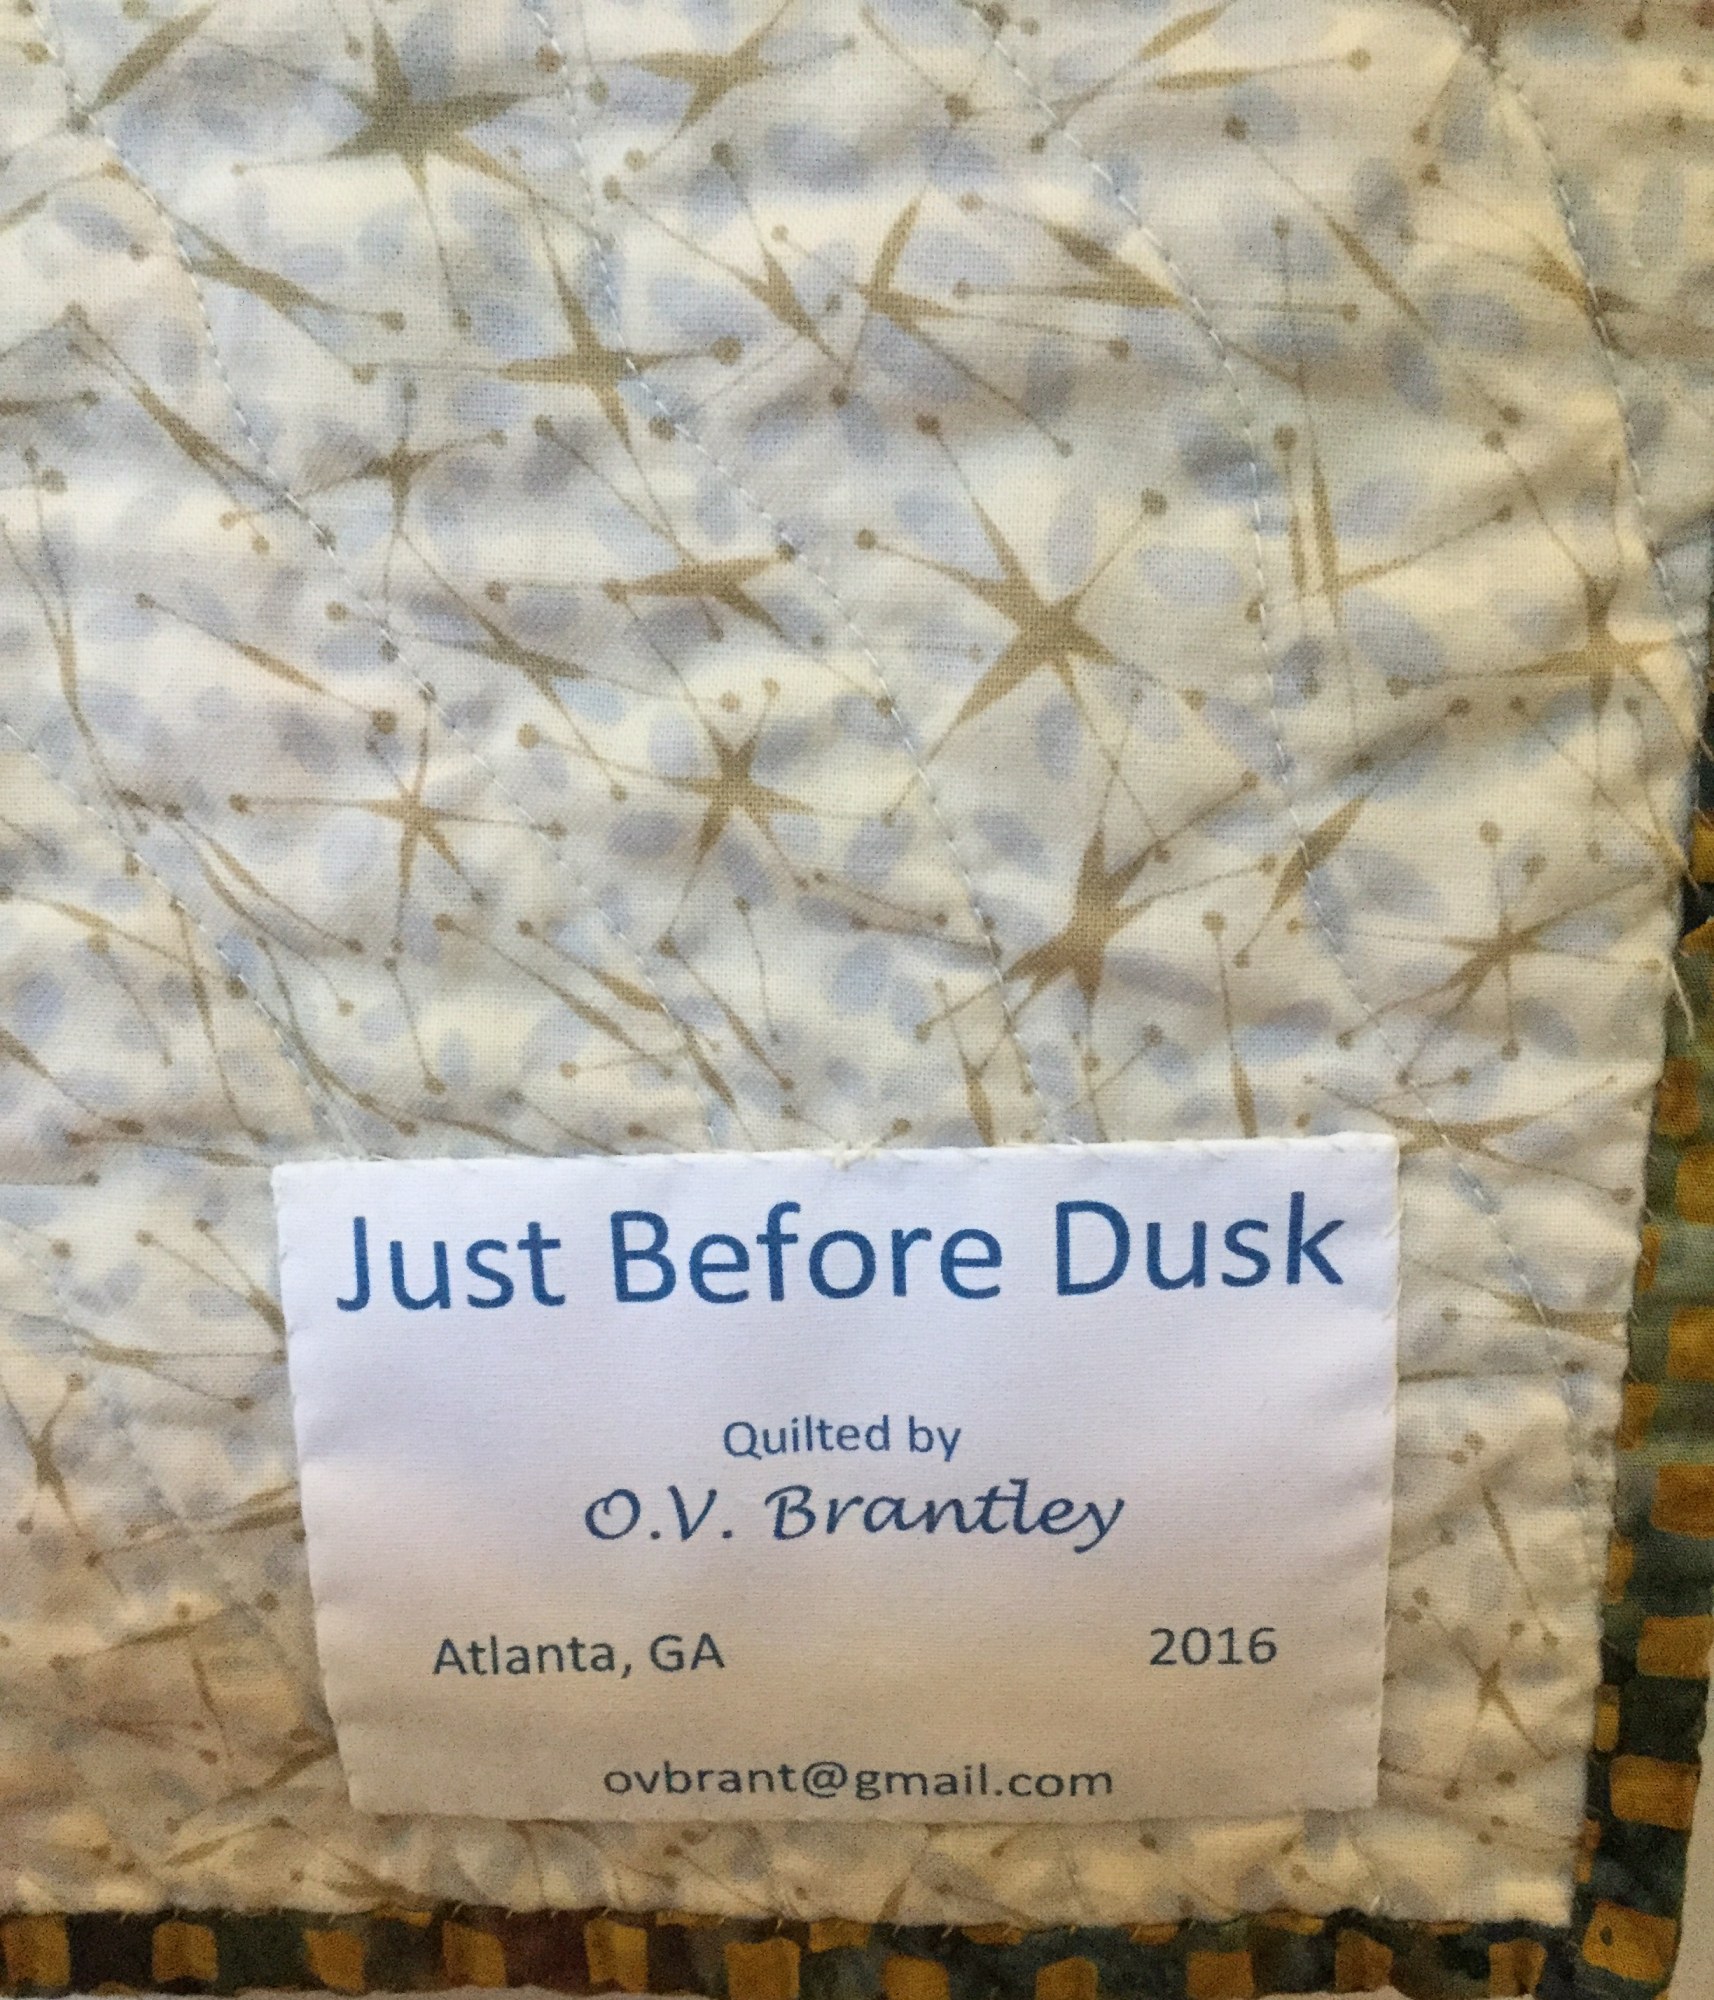 Just Before Dusk
Quilted by
O.V. Brantley
Atlanta, GA 2016
ovbrant@gmail.com